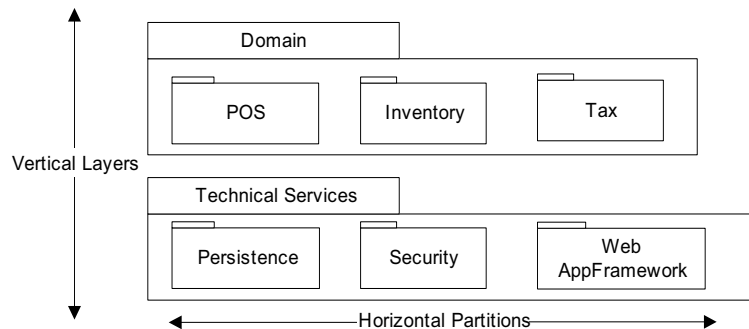 Domain
POS
Inventory
Tax
Vertical Layers
Technical Services
Persistence
Security
Web
AppFramework
Horizontal Partitions